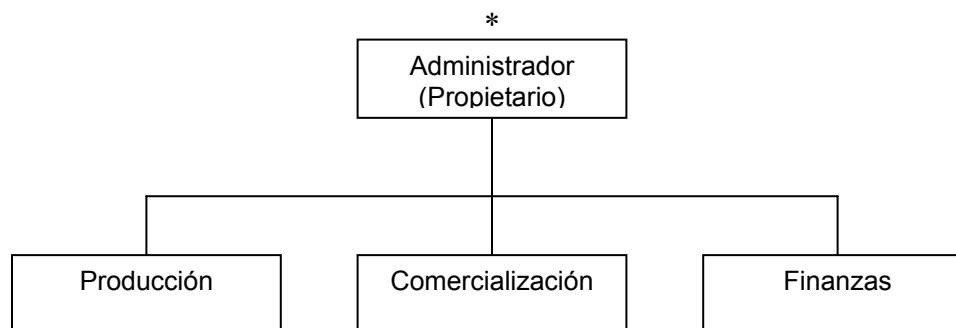 *
Administrador
(Propietario)
Producción
Comercialización
Finanzas